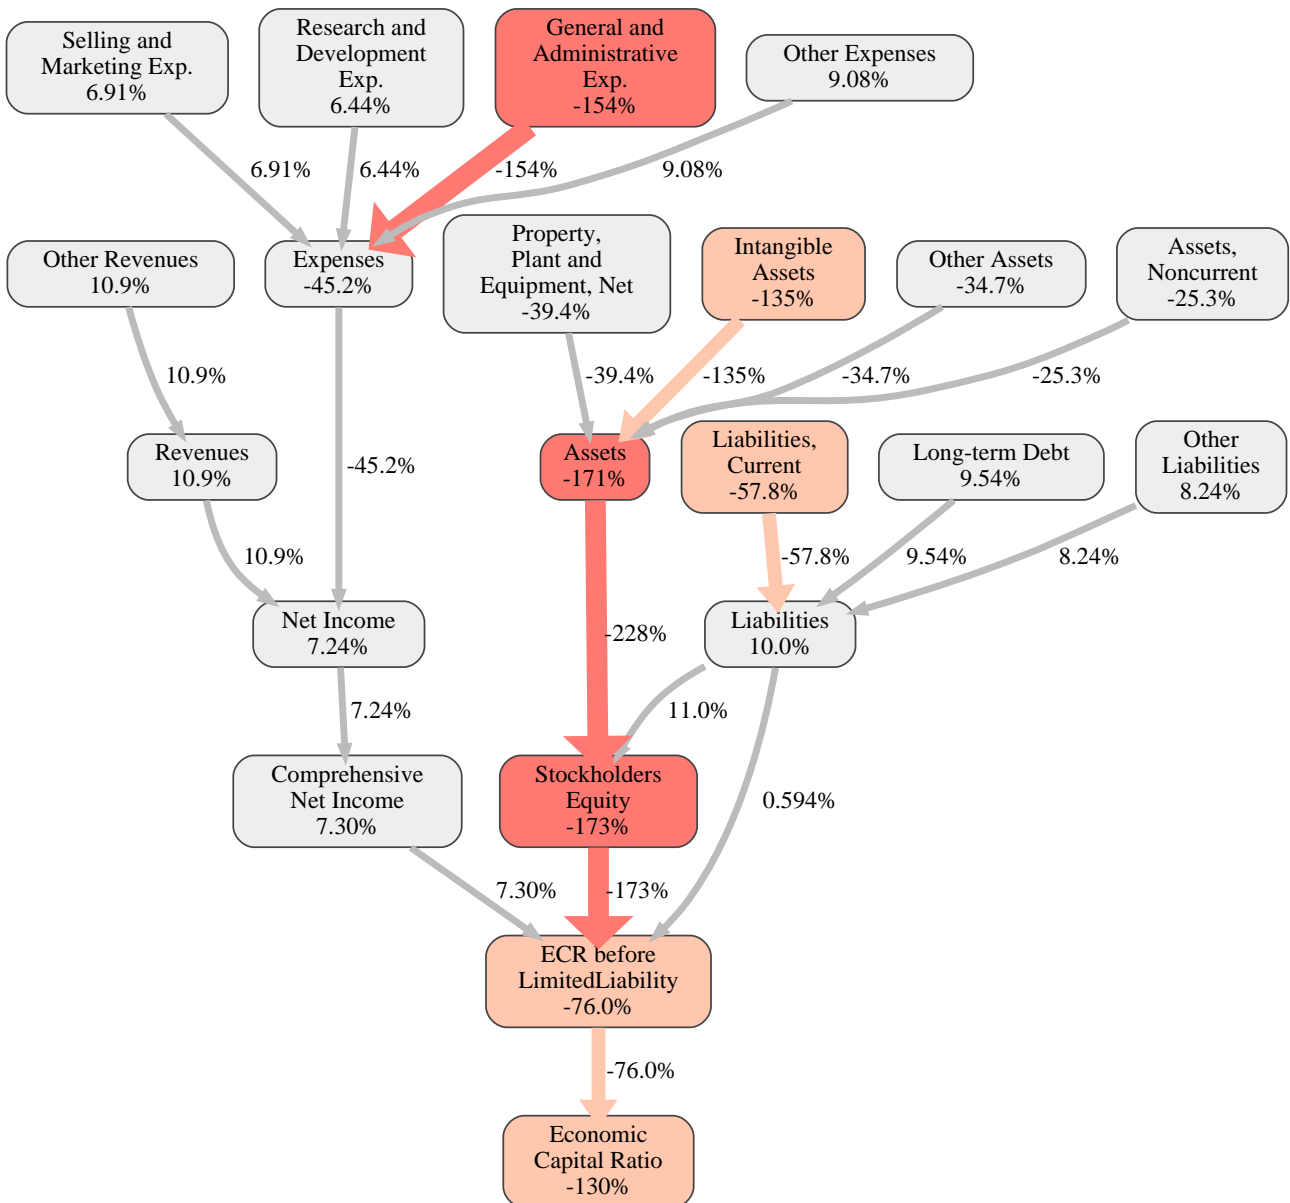 Selling and
Marketing Exp.
6.91%
Research and
Development
Exp.
6.44%
General and
Administrative
Exp.
-154%
Other Expenses
9.08%
6.91%
6.44%
-154%
9.08%
Other Revenues
10.9%
Expenses
-45.2%
Property,
Plant and
Equipment, Net
-39.4%
Intangible
Assets
-135%
Other Assets
-34.7%
Assets,
Noncurrent
-25.3%
10.9%
-39.4%
-135%
-34.7%
-25.3%
Revenues
10.9%
-45.2%
Assets
-171%
Liabilities,
Current
-57.8%
Long-term Debt
9.54%
Other
Liabilities
8.24%
10.9%
-57.8%
9.54%
8.24%
Net Income
7.24%
-228%
Liabilities
10.0%
7.24%
11.0%
Comprehensive
Net Income
7.30%
Stockholders
Equity
-173%
0.594%
7.30%
-173%
ECR before
LimitedLiability
-76.0%
-76.0%
Economic
Capital Ratio
-130%